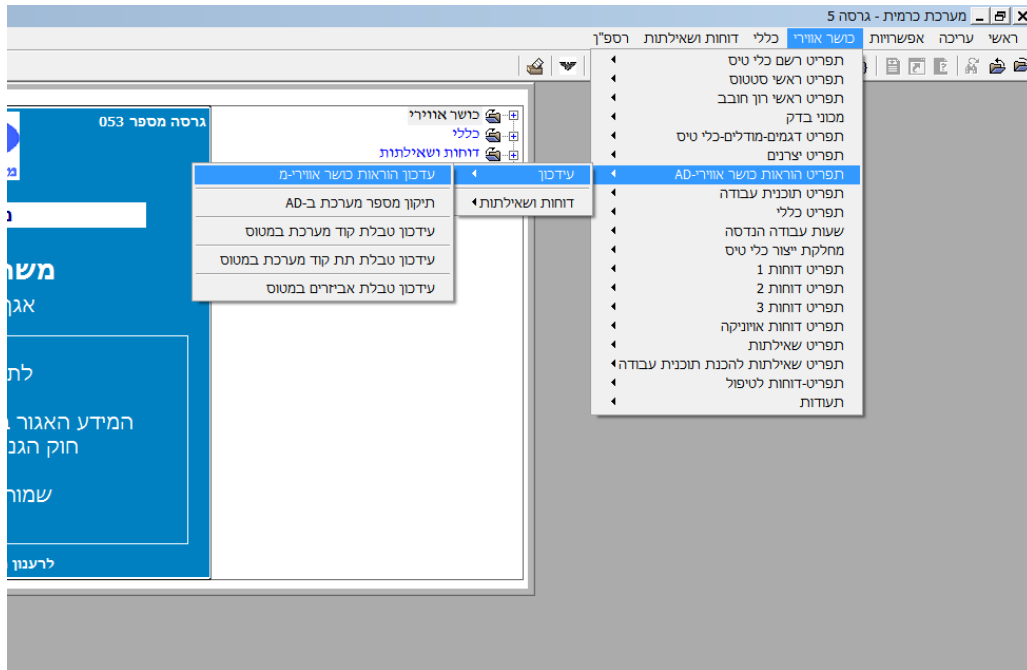 מערכת כרמית - גרסה 5
ראשי עריכה אפשרויות כושר אווירי כללי דוחות ושאילתות רספ"ן
תפריט רשם כלי טיס
תפריט ראשי סטטוס
תפריט ראשי רון חובב
מכוני בדק
תפריט דגמים-מודלים-כלי טיס
תפריט יצרנים
תפריט הוראות כושר אווירי-AD
תפריט תוכנית עבודה
תפריט כללי
שעות עבודה הנדסה
מחלקת ייצור כלי טיס
תפריט דוחות 1
תפריט דוחות 2
תפריט דוחות 3
תפריט דוחות אויוניקה
תפריט שאילתות
תפריט שאילתות להכנת תוכנית עבודה
תפריט-דוחות לטיפול
תעודות
עידכון
דוחות ושאילתות
עדכון הוראות כושר אווירי-מ
תיקון מספר מערכת ב-AD
עידכון טבלת קוד מערכת במטוס
עידכון טבלת תת קוד מערכת במטוס
עידכון טבלת אביזרים במטוס
כושר אווירי
כללי
דוחות ושאילתות
גרסה מספר 053
משר
אגף
לת
המידע האגור ב
חוק הגנ
שמור
לרענון